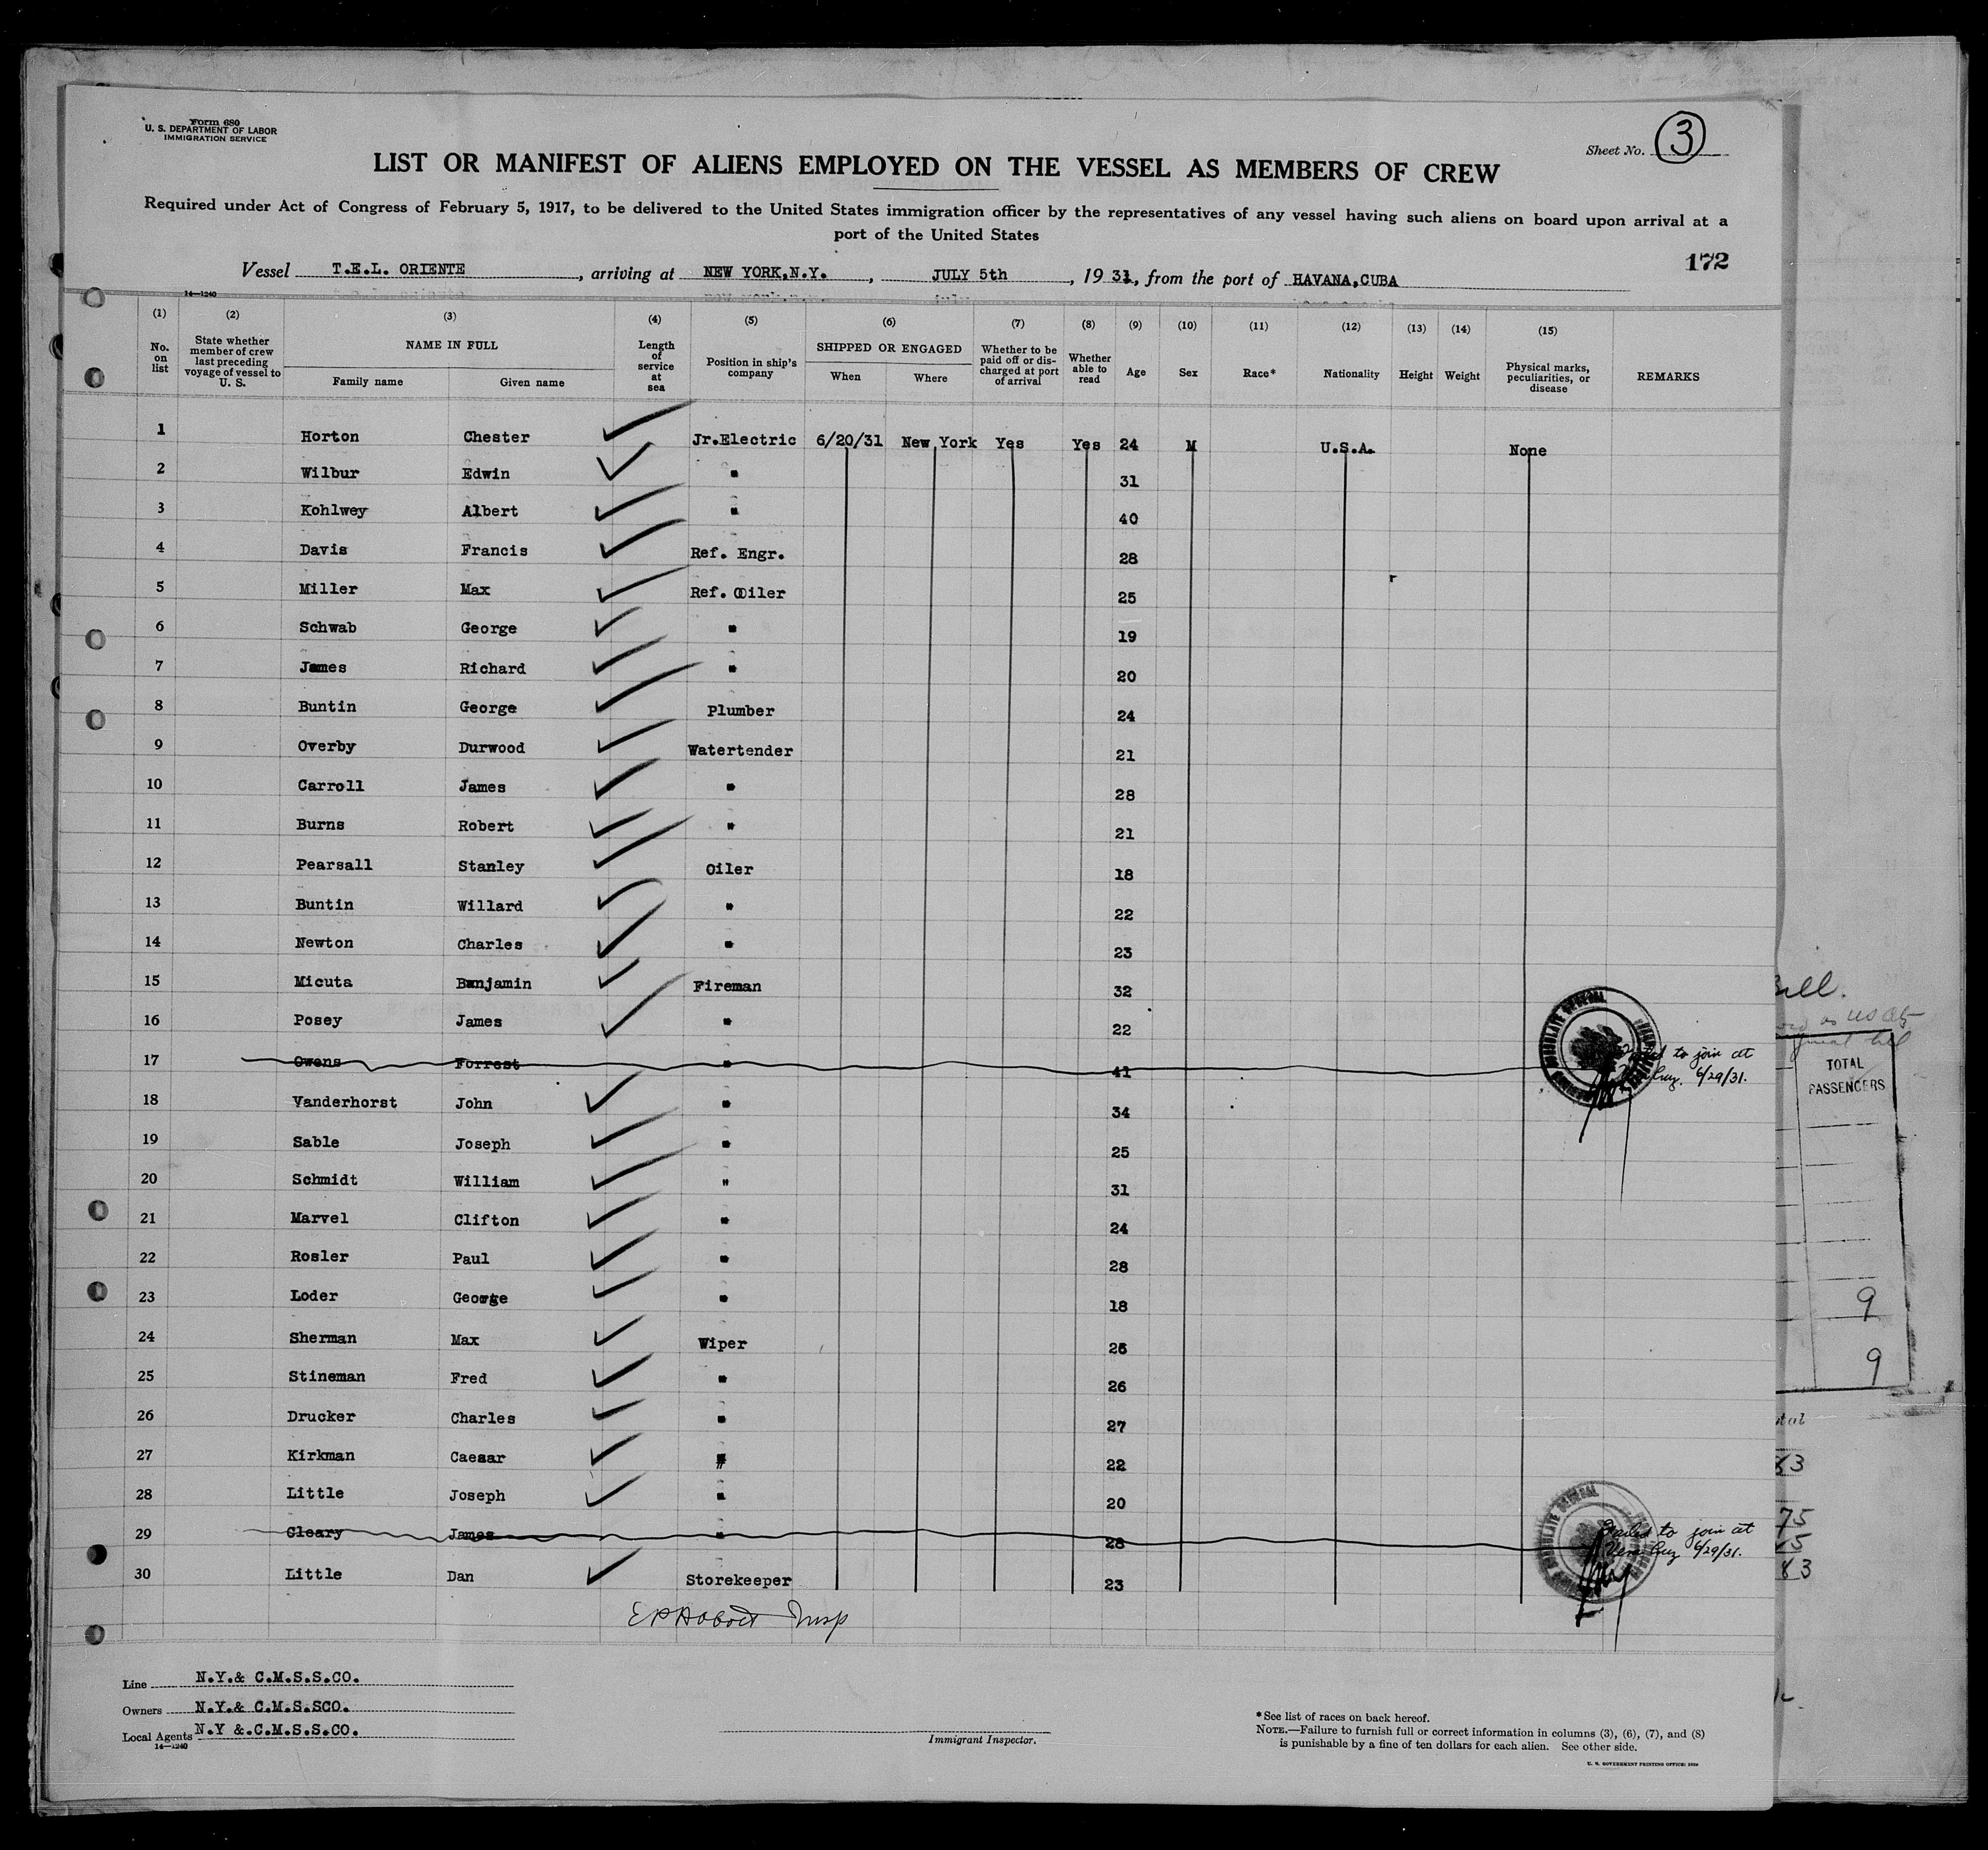 Form 680
U. S. DEPARTMENT OF LABOR
IMMIGRATION SERVICE
Sheet No. 3
LIST OR MANIFEST OF ALIENS EMPLOYED ON THE VESSEL AS MEMBERS OF CREW
Required under Act of Congress of February 5, 1917, to be delivered to the United States immigration officer by the representatives of any vessel having such aliens on board upon arrival at a
port of the United States
172
Vessel T.E.L. ORIENTE, arriving at NEW YORK,N.Y., JULY 5th, 1931, from the port of HAVANA,CUBA
14—1240
(1) (2) (3) (4) (5) (6) (7) (8) (9) (10) (11) (12) (13) (14) (15)
No. on list
State whether member of crew last preceding voyage of vessel to U. S.
NAME IN FULL
Family name Given name
Length of service at sea
Position in ship's company
SHIPPED OR ENGAGED
When Where
Whether to be paid off or discharged at port of arrival
Whether able to read
Age Sex Race* Nationality Height Weight
Physical marks, peculiarities, or disease
REMARKS
1 Horton Chester Jr.Electric 6/20/31 New York Yes Yes 24 M U.S.A. None
2 Wilbur Edwin " 31
3 Kohlwey Albert " 40
4 Davis Francis Ref. Engr. 28
5 Miller Max Ref. Oiler 25
6 Schwab George " 19
7 James Richard " 20
8 Buntin George Plumber 24
9 Overby Durwood Watertender 21
10 Carroll James " 28
11 Burns Robert " 21
12 Pearsall Stanley Oiler 18
13 Buntin Willard " 22
14 Newton Charles " 23
15 Micuta Benjamin Fireman 32
16 Posey James " 22
17 Owens Forrest " 41 to join at
6/29/31.
18 Vanderhorst John " 34
19 Sable Joseph " 25
20 Schmidt William " 31
21 Marvel Clifton " 24
22 Rosler Paul " 28
23 Loder George " 18
24 Sherman Max Wiper 26
25 Stineman Fred " 26
26 Drucker Charles " 27
27 Kirkman Caesar " 22
28 Little Joseph " 20
29 Cleary James " 28 Failed to join at
Vera Cruz 6/29/31.
30 Little Dan Storekeeper 23
Insp
Line N.Y.& C.M.S.S.CO.
Owners N.Y.& C.M.S.SCO.
Local Agents N.Y &.C.M.S.S.CO.
14—1240
Immigrant Inspector.
*See list of races on back hereof.
NOTE.—Failure to furnish full or correct information in columns (3), (6), (7), and (8)
is punishable by a fine of ten dollars for each alien. See other side.
U. S. GOVERNMENT PRINTING OFFICE: 1930
Bill.
TOTAL
PASSENGERS
9
9
83
75
83